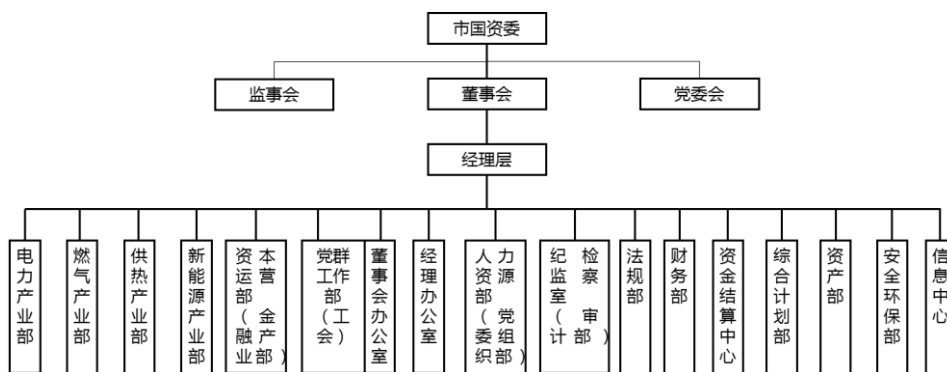 市国资委
监事会
董事会
党委会
经理层
电力产业部
燃气产业部
供热产业部
新能源产业部
资本运营部（金融产业部）
党群工作部（工会）
董事会办公室
经理办公室
人力资源部（党委组织部）
纪检监察室（审计部）
法规部
财务部
资金结算中心
综合计划部
资产部
安全环保部
信息中心